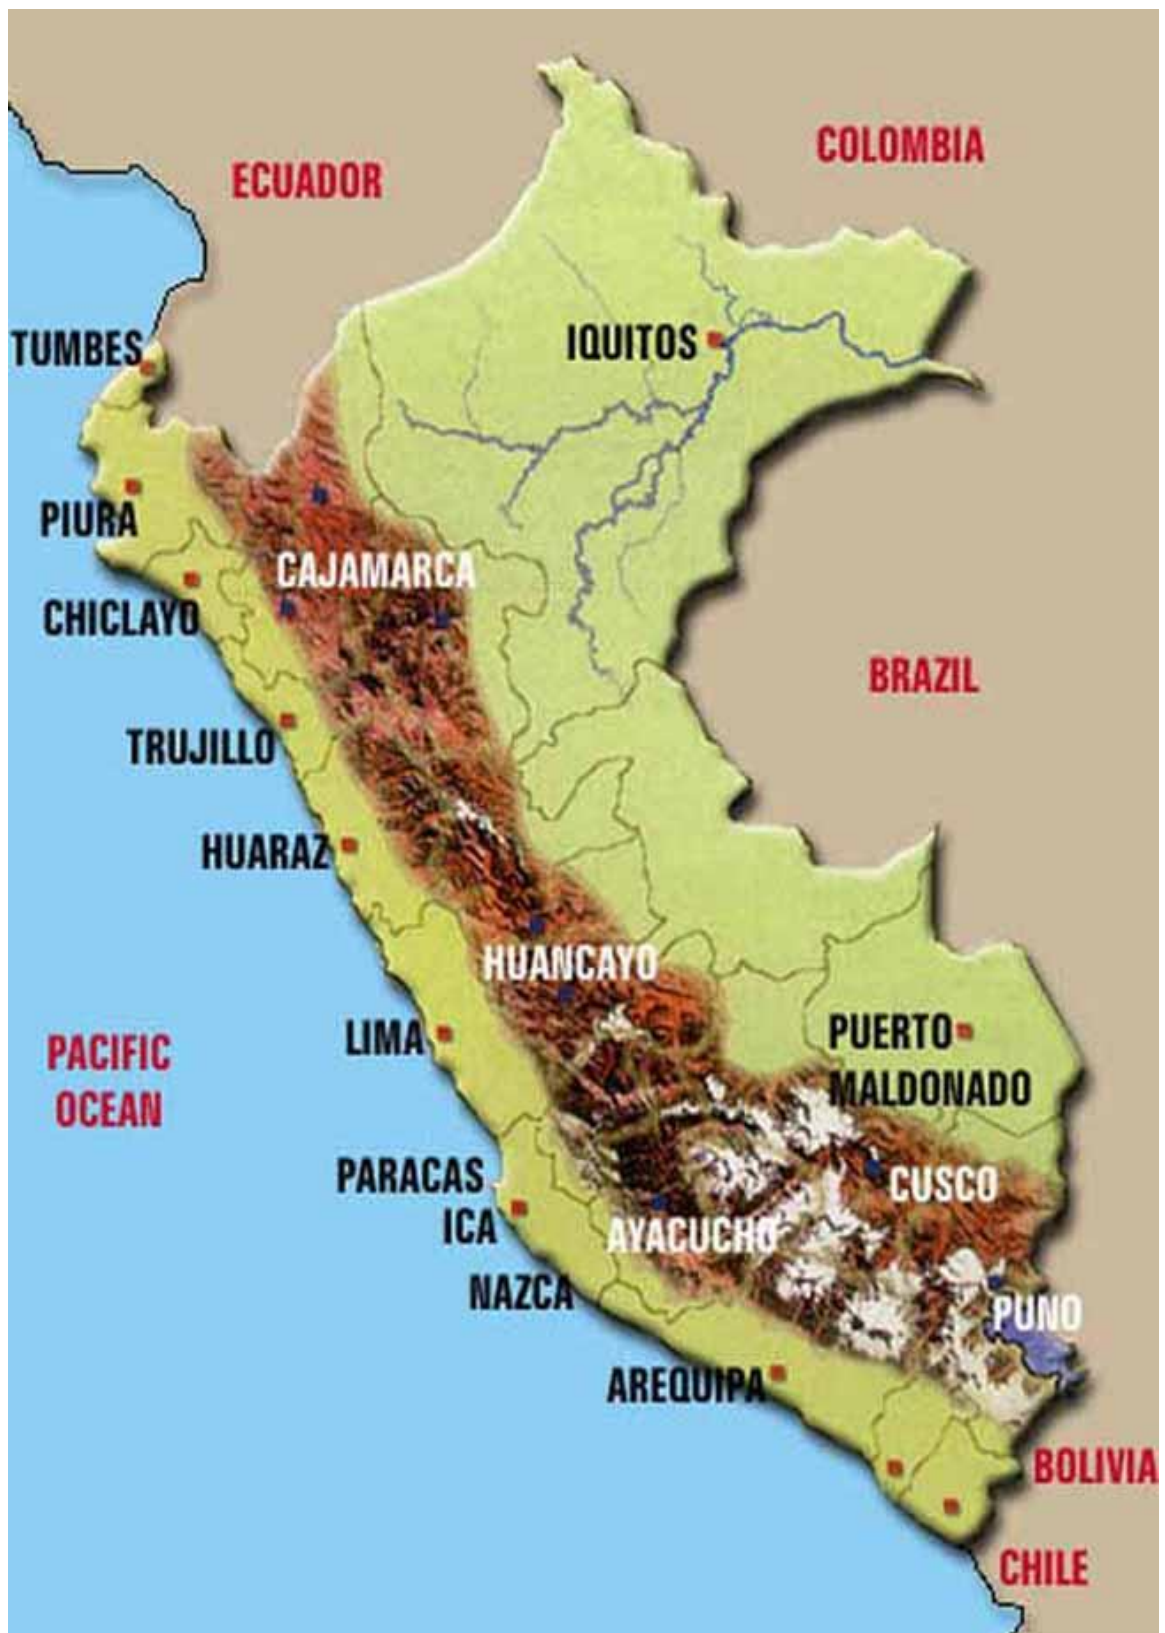 COLOMBIA
ECUADOR
IQUITOS
TUMBES
PIURA
CAJAMARCA
CHICLAYO
BRAZIL
TRUJILLO
HUARAZ
HUANCAYO
LIMA
PUERTO
MALDONADO
PACIFIC
OCEAN
PARACAS
CUSCO
ICA
AYACUCHO
NAZCA
PUNO
AREQUIPA
BOLIVIA
CHILE